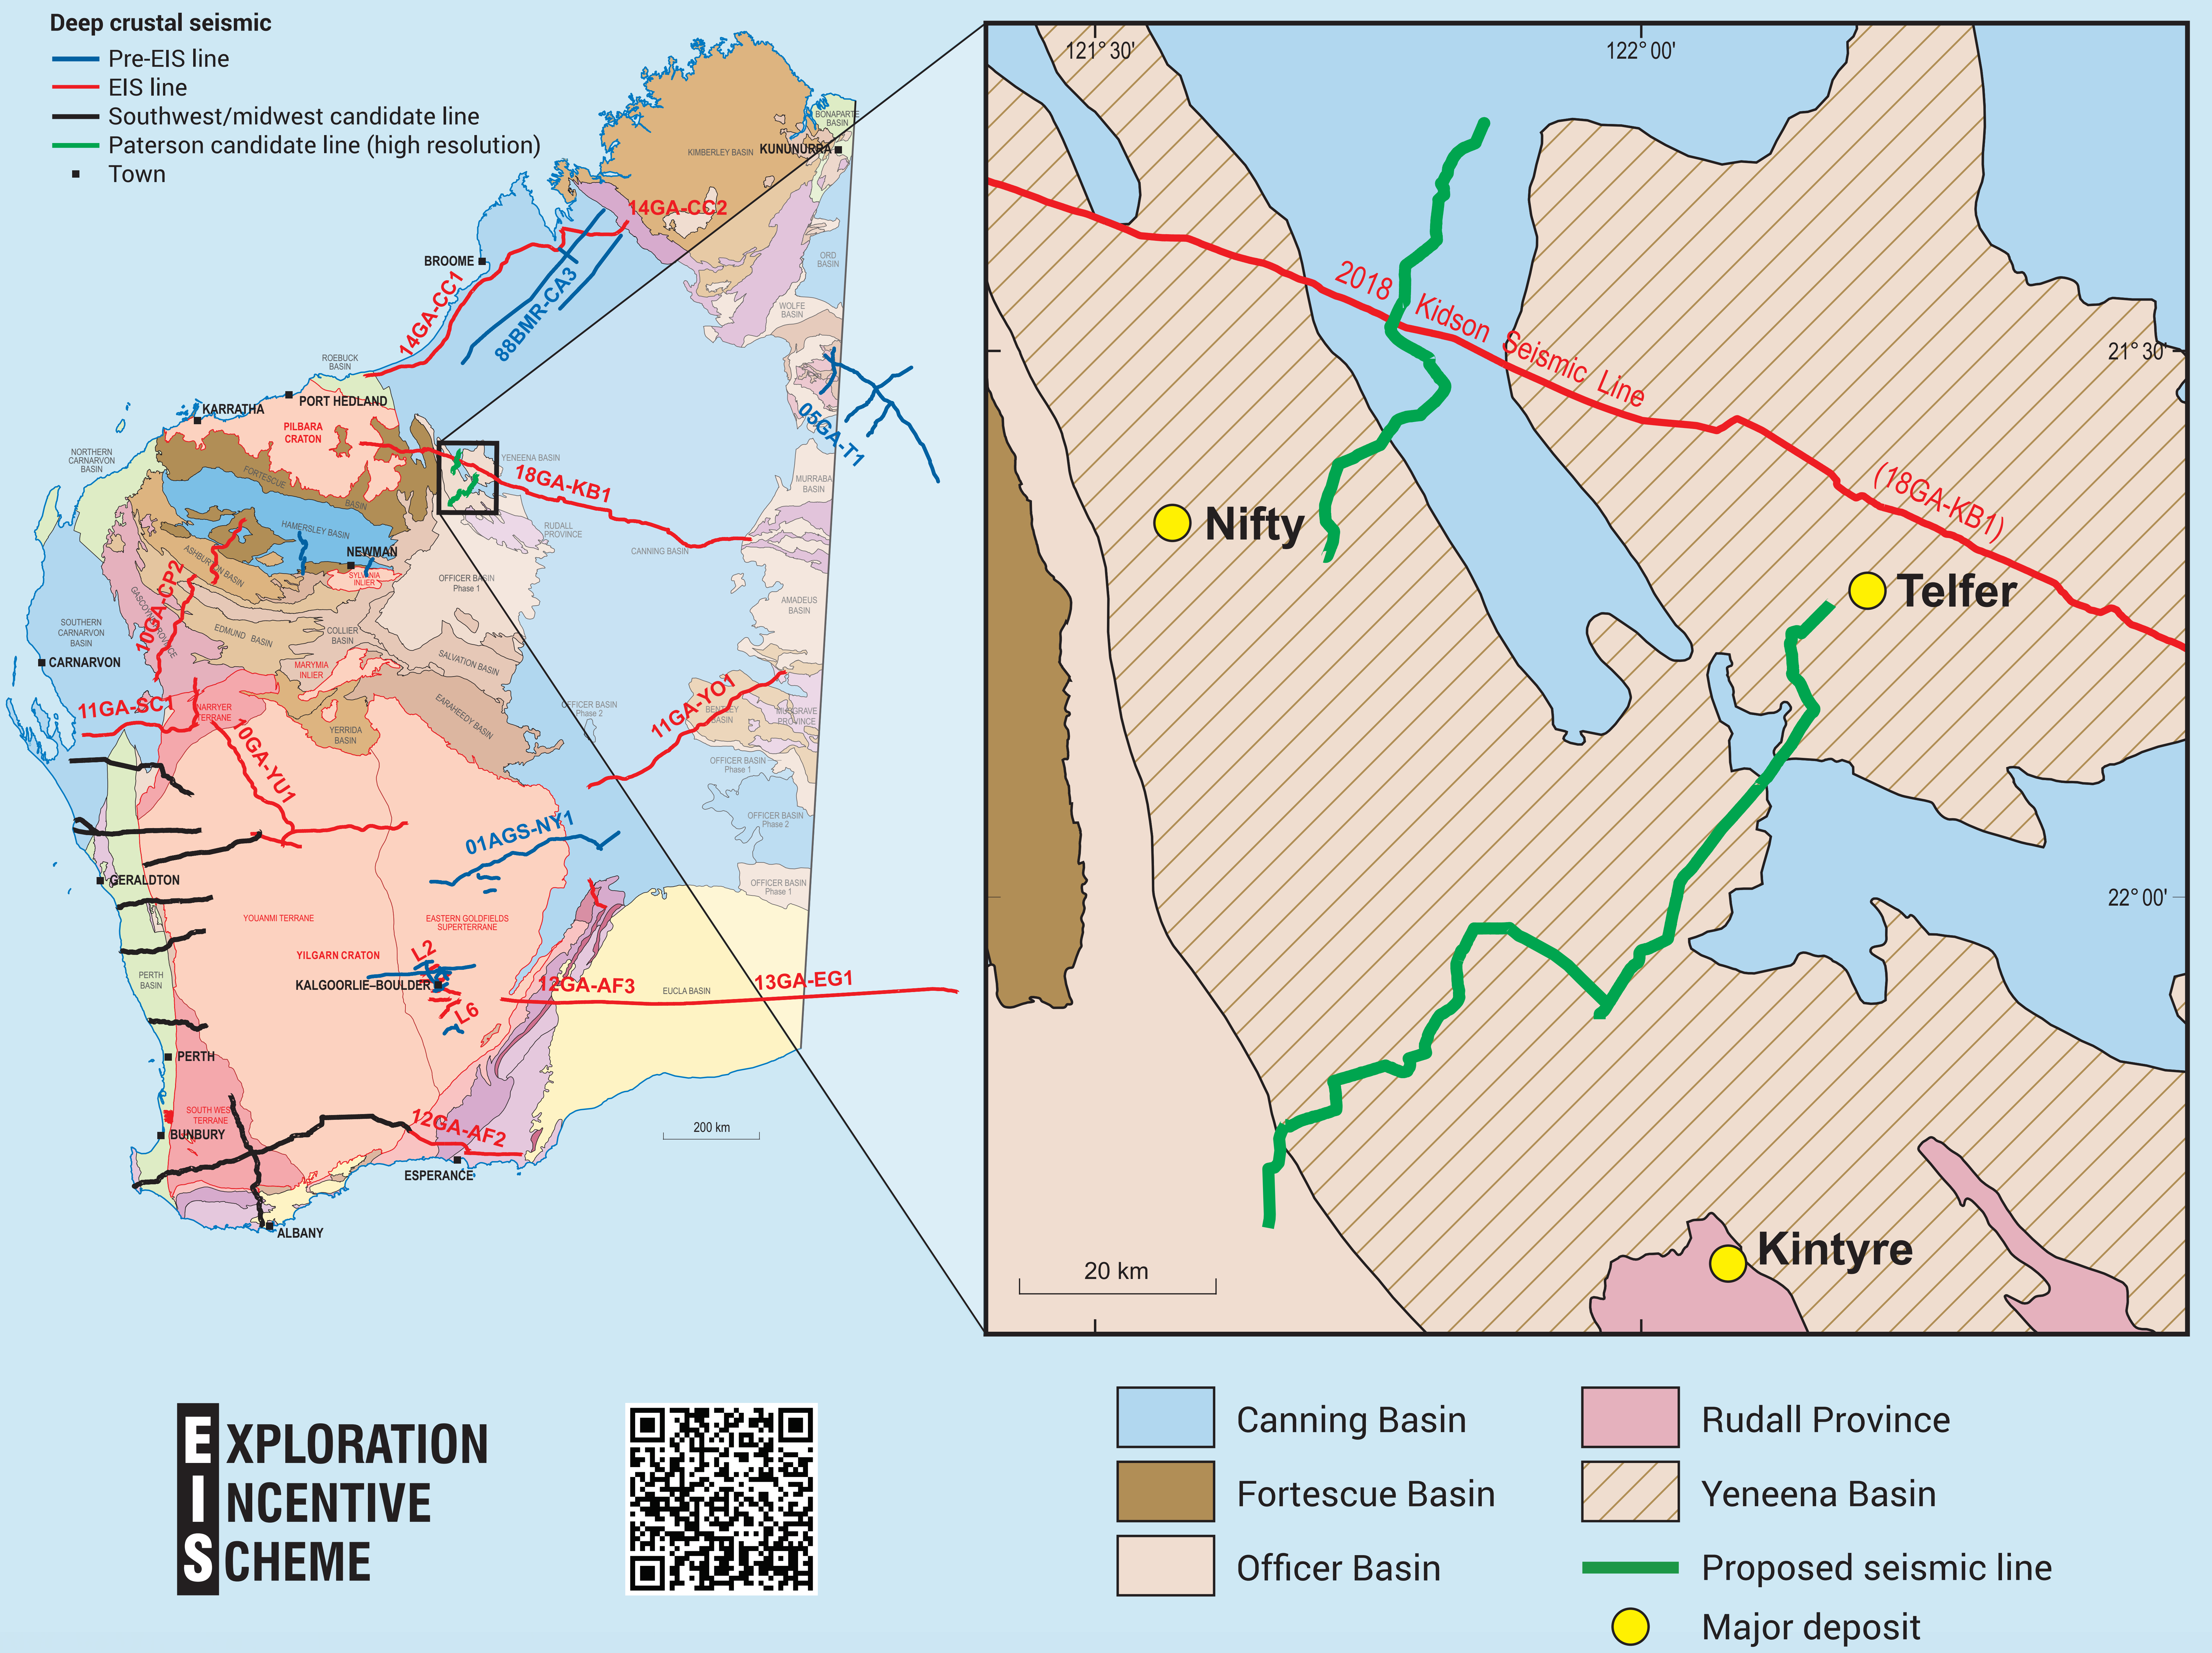 Deep crustal seismic
Pre-EIS line
EIS line
Southwest/midwest candidate line
Paterson candidate line (high resolution)
Town
BONAPARTE
BASIN
KIMBERLEY BASIN
KUNUNURRA
14GA-CC2
BROOME
ORD
BASIN
14GA-CC1
88BMR-CA3
WOLFE
BASIN
ROEBUCK
BASIN
KARRATHA
PORT HEDLAND
PILBARA
CRATON
05GA-T1
NORTHERN
CARNARVON
BASIN
YENEENA BASIN
FORTESCUE
BASIN
18GA-KB1
MURRABA
BASIN
HAMERSLEY BASIN
RUDALL
PROVINCE
CANNING BASIN
NEWMAN
ASHBURTON BASIN
SYLVANIA
INLIER
OFFICER BASIN
Phase 1
10GA-CP2
GASCOYNE PROVINCE
AMADEUS
BASIN
SOUTHERN
CARNARVON
BASIN
EDMUND BASIN
COLLIER
BASIN
CARNARVON
SALVATION BASIN
MARYMIA
INLIER
11GA-SC1
NARRYER
TERRANE
EARAHEEDY BASIN
OFFICER BASIN
Phase 2
11GA-YO1
BENTLEY
BASIN
MUSGRAVE
PROVINCE
YERRIDA
BASIN
10GA-YU1
OFFICER BASIN
Phase 1
OFFICER BASIN
Phase 2
01AGS-NY1
GERALDTON
OFFICER BASIN
Phase 1
YOUANMI TERRANE
EASTERN GOLDFIELDS
SUPERTERRANE
YILGARN CRATON
L2
PERTH
BASIN
KALGOORLIE–BOULDER
12GA-AF3
EUCLA BASIN
13GA-EG1
L6
PERTH
SOUTH WEST
TERRANE
BUNBURY
12GA-AF2
200 km
ESPERANCE
ALBANY
121°30'
122°00'
2018 Kidson Seismic Line
(18GA-KB1)
21°30'
Nifty
Telfer
22°00'
Kintyre
20 km
EXPLORATION
INCENTIVE
SCHEME
Canning Basin
Fortescue Basin
Officer Basin
Rudall Province
Yeneena Basin
Proposed seismic line
Major deposit